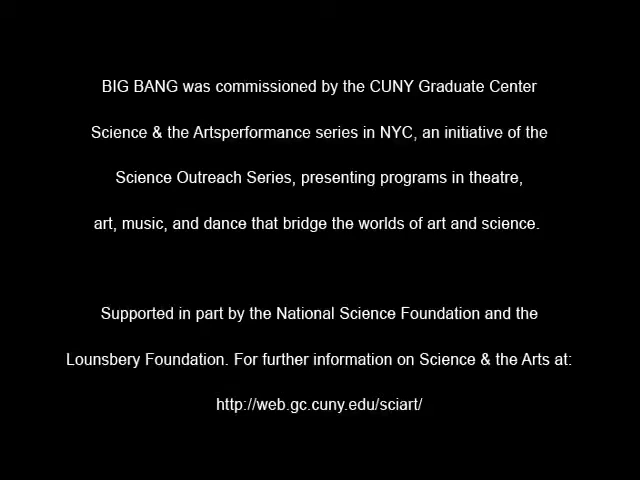 BIG BANG was commissioned by the CUNY Graduate Center
Science & the Artsperformance series in NYC, an initiative of the
Science Outreach Series, presenting programs in theatre,
art, music, and dance that bridge the worlds of art and science.
Supported in part by the National Science Foundation and the
Lounsbery Foundation. For further information on Science & the Arts at:
http://web.gc.cuny.edu/sciart/